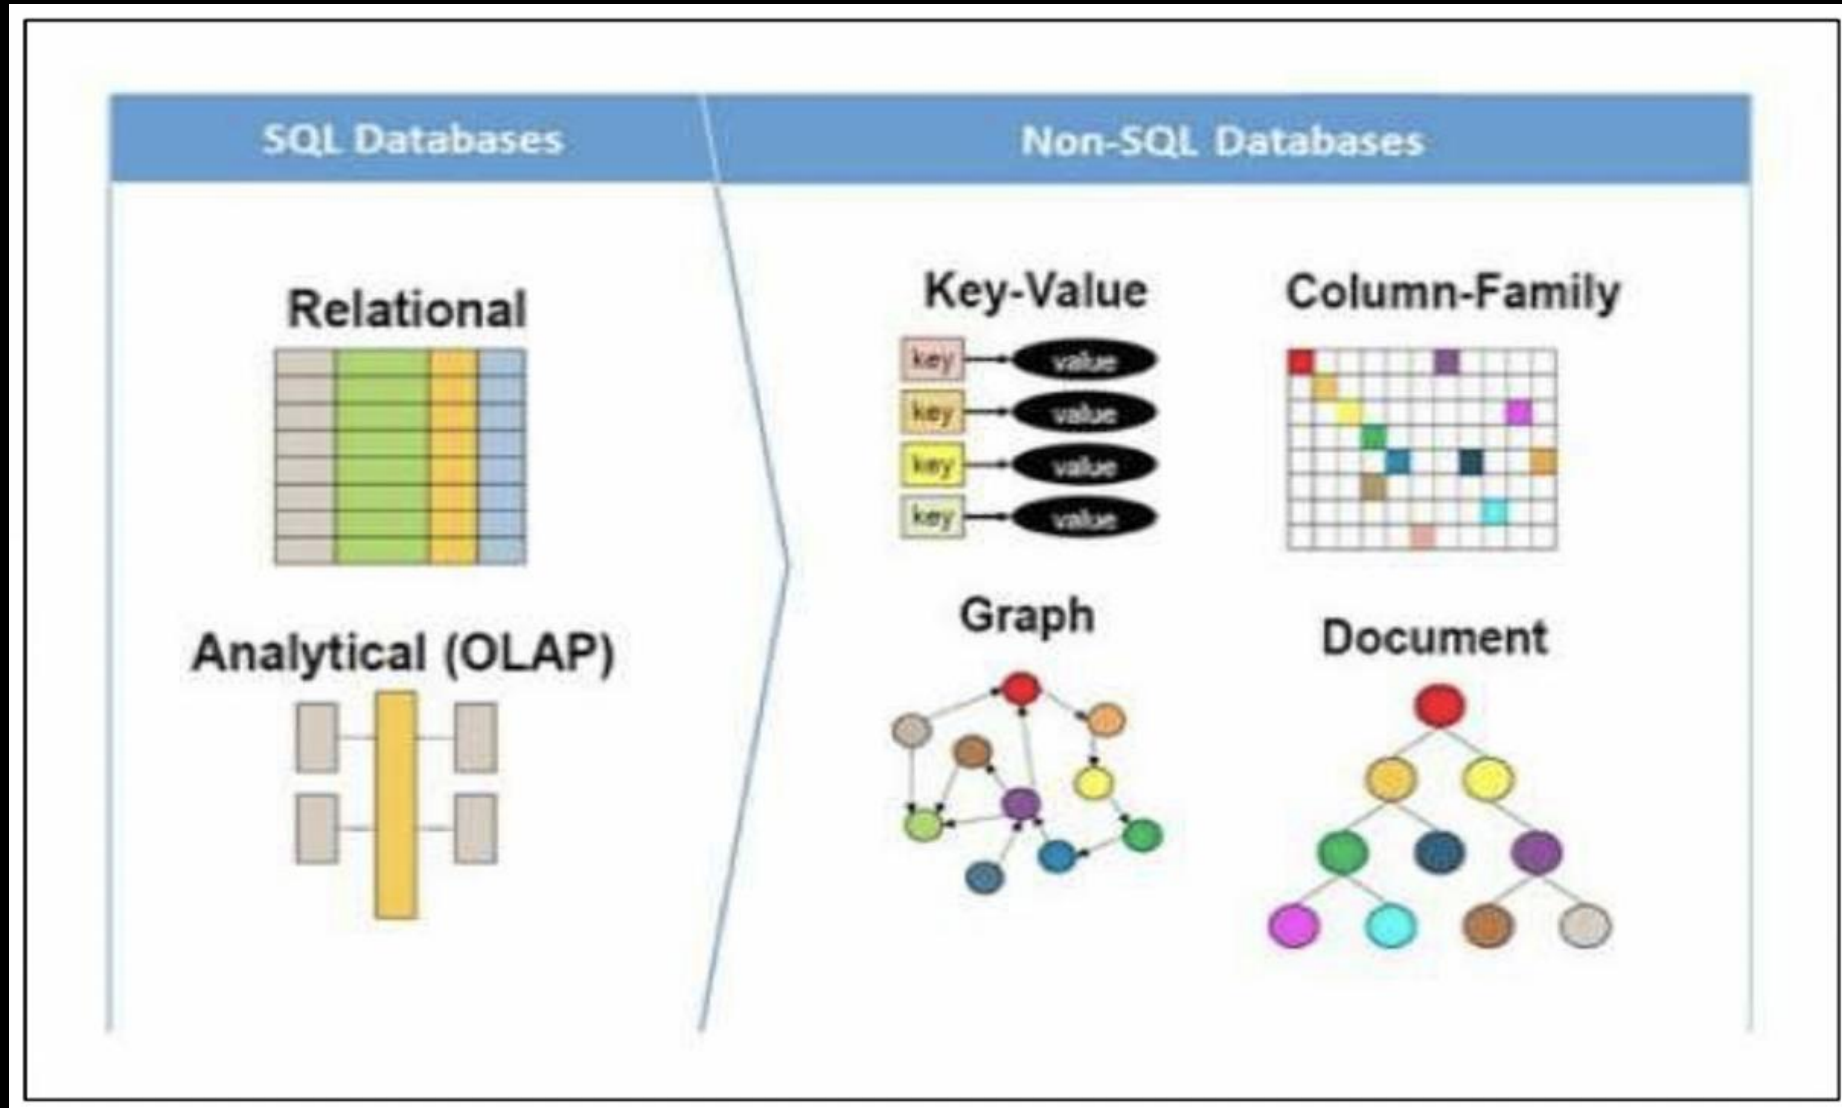 SQL Databases
Non-SQL Databases
Relational
Analytical (OLAP)
Key-Value
key value
key value
key value
key value
Column-Family
Graph
Document